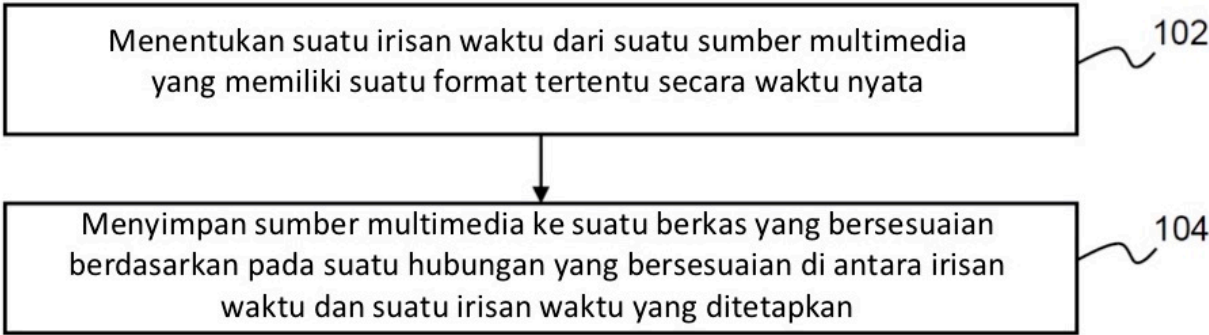 Menentukan suatu irisan waktu dari suatu sumber multimedia
yang memiliki suatu format tertentu secara waktu nyata
102
Menyimpan sumber multimedia ke suatu berkas yang bersesuaian
berdasarkan pada suatu hubungan yang bersesuaian di antara irisan
waktu dan suatu irisan waktu yang ditetapkan
104